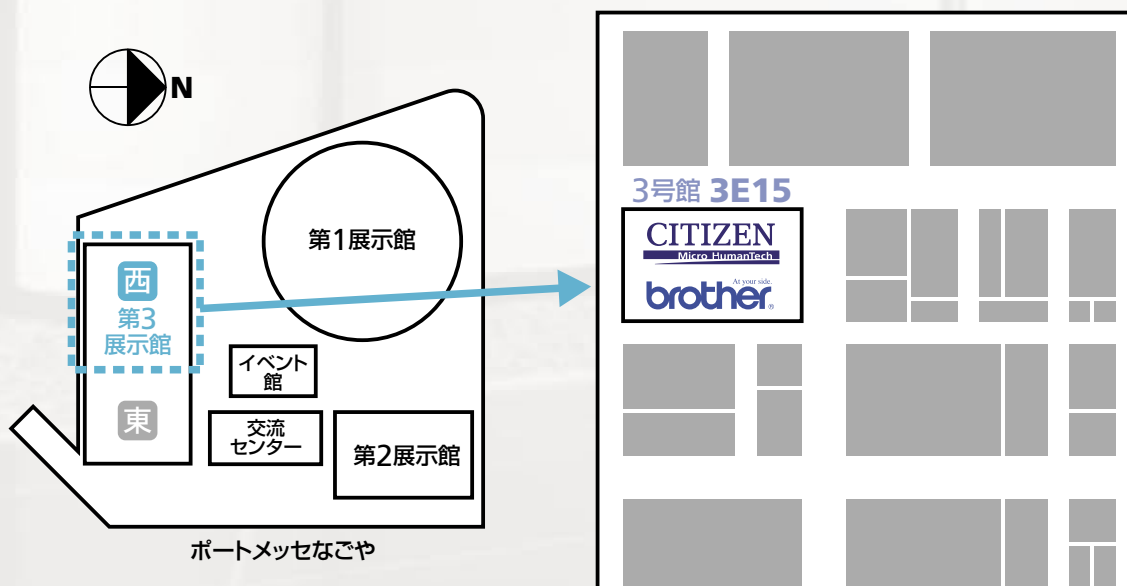 N
第1展示館
西
第3
展示館
イベント
館
東
交流
センター
第2展示館
ポートメッセなごや
3号館 3E15
CITIZEN
Micro HumanTech
At your side.
brother®